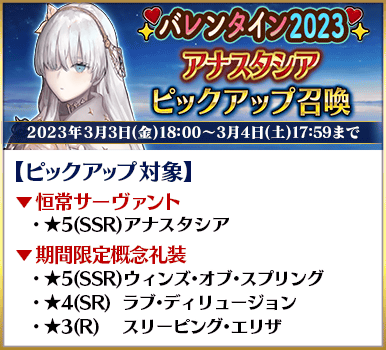 バレンタイン2023
アナスタシア
ピックアップ召喚
2023年3月3日(金)18:00～3月4日(土)17:59まで
【ピックアップ対象】
▼恒常サーヴァント
・★5(SSR)アナスタシア
▼期間限定概念礼装
・★5(SSR)ウィンズ・オブ・スプリング
・★4(SR) ラブ・ディリュージョン
・★3(R) スリーピング・エリザ